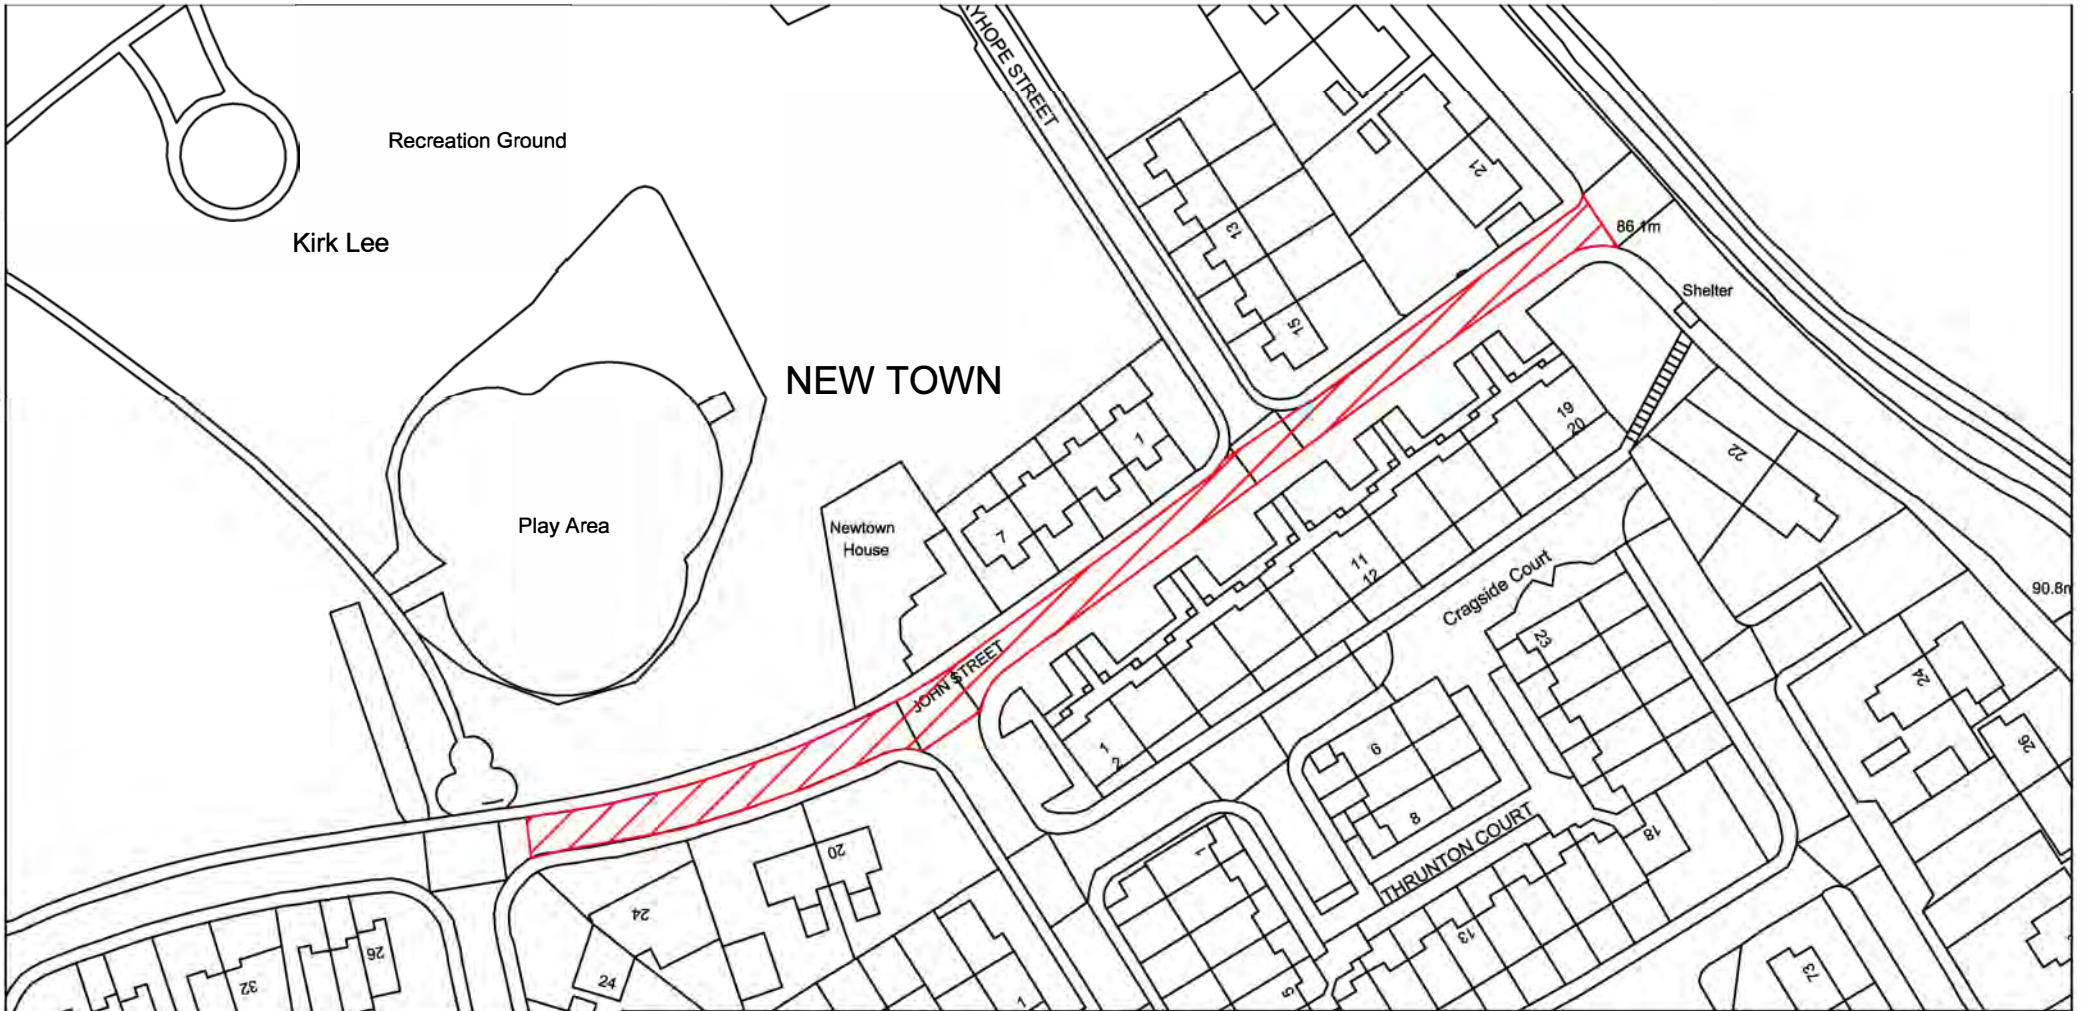 YHOPE STREET
Recreation Ground
Kirk Lee
21
13
86.1m
Shelter
15
NEW TOWN
1
19
20
22
Play Area
Newtown
House
7
11
12
Cragside Court
90.8m
23
JOHN STREET
24
1
2
6
26
8
THRUNTON COURT
18
20
1
24
13
26
32
24
73
5
1